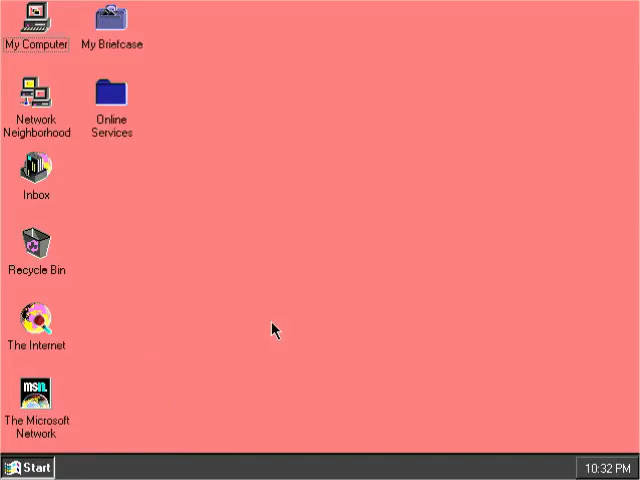 My Computer
My Briefcase
Network
Neighborhood
Online
Services
Inbox
Recycle Bin
The Internet
msn.
The Microsoft
Network
Start
10:32 PM